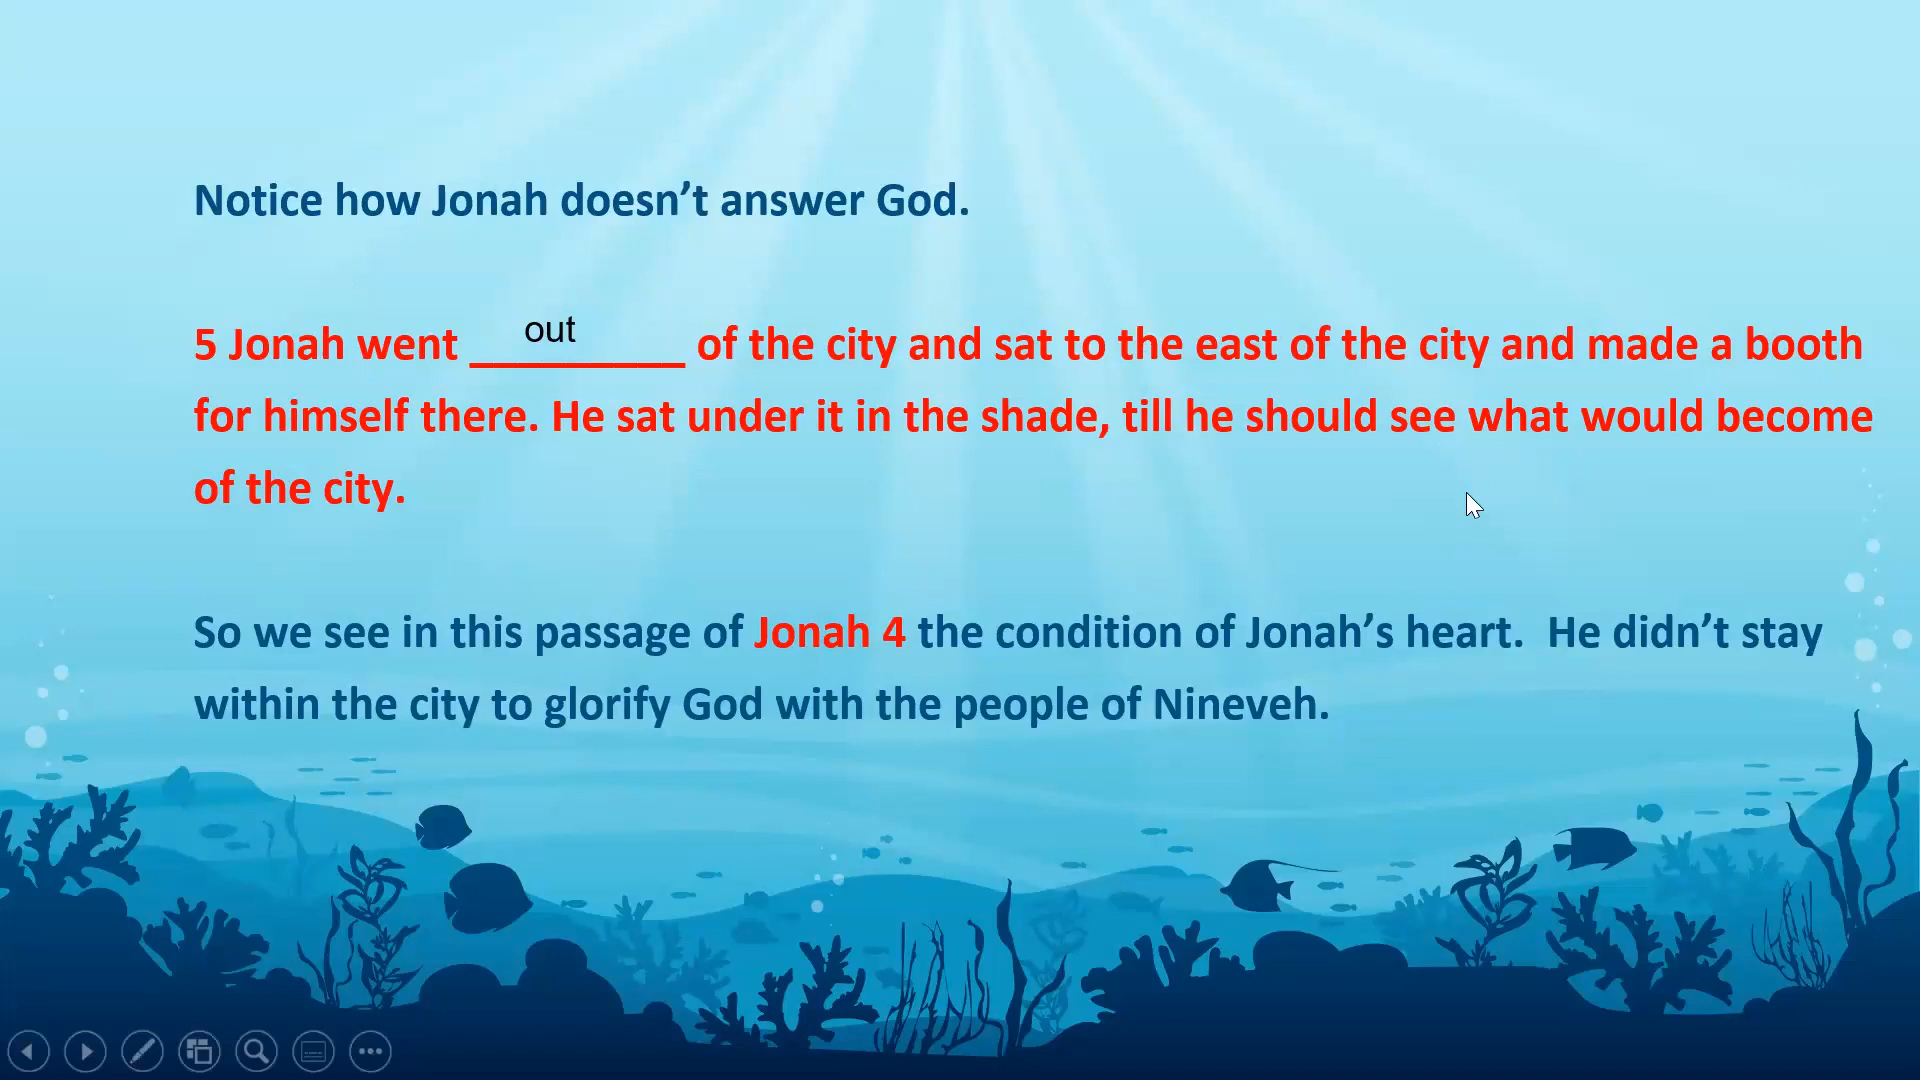 Notice how Jonah doesn’t answer God.
5 Jonah went _________ of the city and sat to the east of the city and made a booth
out
for himself there. He sat under it in the shade, till he should see what would become
of the city.
So we see in this passage of Jonah 4 the condition of Jonah’s heart.  He didn’t stay
within the city to glorify God with the people of Nineveh.